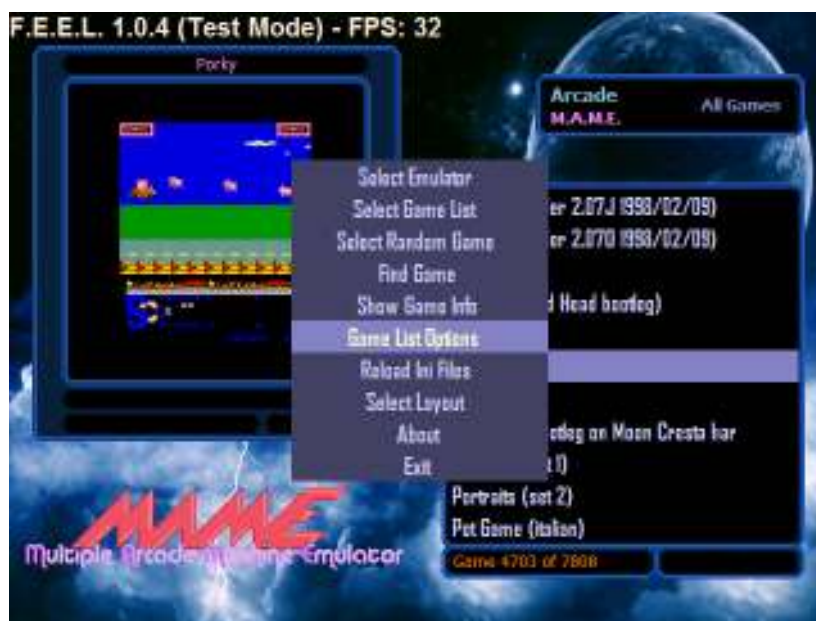 F.E.E.L. 1.0.4 (Test Mode) - FPS: 32
Porky
Arcade
M.A.M.E.
All Games
Select Emulator
Select Game List
Select Random Game
Find Game
Show Game Info
Game List Options
Reload Ini Files
Select Layout
About
Exit
er 2.07J 1998/02/09)
er 2.07O 1998/02/09)
d Head bootleg)
otleg on Moon Cresta har
1)
Portraits (set 2)
Pot Game (italian)
MAME
Multiple Arcade Machine Emulator
Game 4703 of 7808